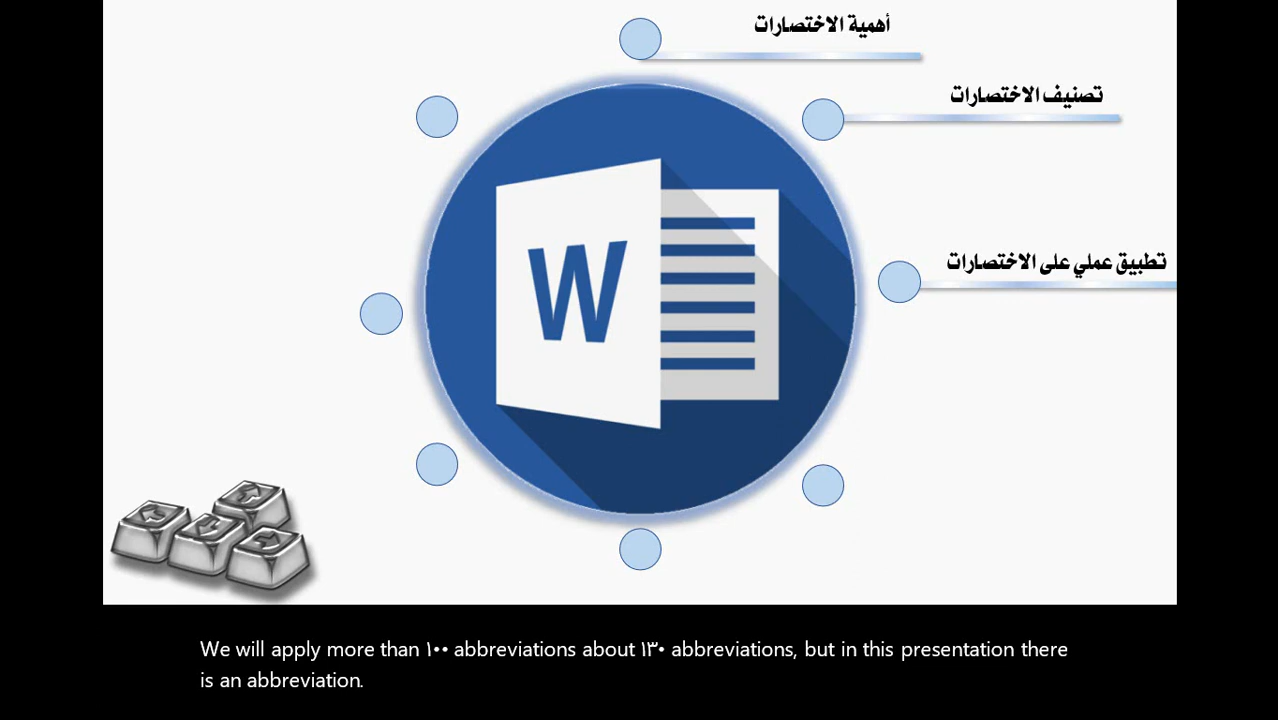 أهمية الاختصارات
تصنيف الاختصارات
تطبيق عملي على الاختصارات
W
We will apply more than ١٠٠ abbreviations about ١٣٠ abbreviations, but in this presentation there
is an abbreviation.